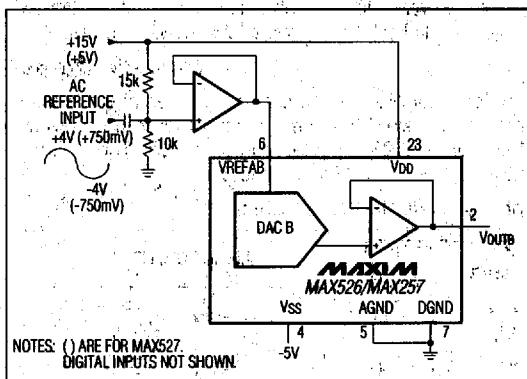 +15V
(+5V)
15k
AC
REFERENCE
INPUT
+4V (+750mV)
10k
-4V
(-750mV)
-
+
6
23
VREFAB
VDD
DAC B
-
+
2
VOUTB
MAXIM
MAX526/MAX257
VSS
AGND
DGND
4
5
7
-5V
NOTES: ( ) ARE FOR MAX527.
DIGITAL INPUTS NOT SHOWN.